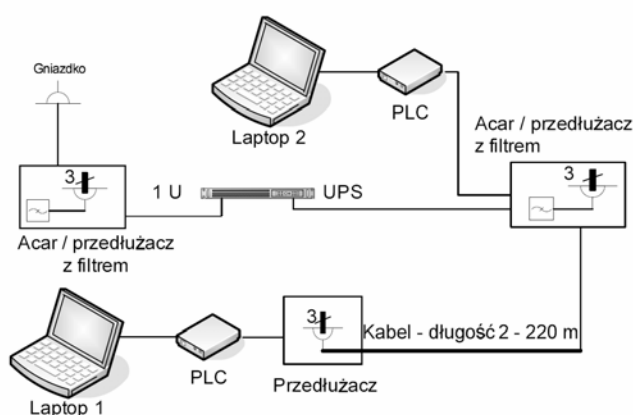 Gniazdko
Laptop 2
PLC
Acar / przedłużacz
z filtrem
3
1 U
UPS
3
Acar / przedłużacz
z filtrem
Laptop 1
PLC
3
Przedłużacz
Kabel - długość 2 - 220 m